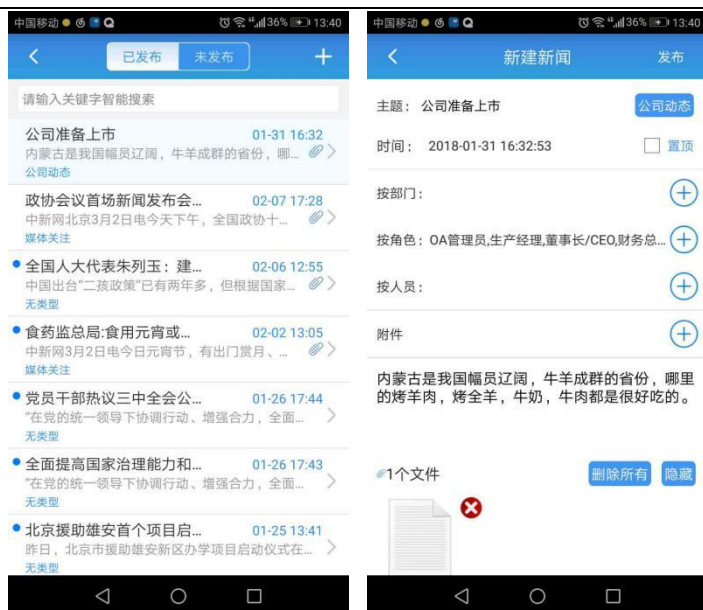 中国移动 36% 13:40
已发布 未发布
请输入关键字智能搜索
公司准备上市 01-31 16:32
内蒙古是我国幅员辽阔，牛羊成群的省份，哪...
公司动态
政协会议首场新闻发布会... 02-07 17:28
中新网北京3月2日电今天下午，全国政协十...
媒体关注
全国人大代表朱列玉：建... 02-06 12:55
中国出台“二孩政策”已有两年多，但根据国家...
无类型
食药监总局:食用元宵或... 02-02 13:05
中新网3月2日电今日元宵节，有出门赏月、...
媒体关注
党员干部热议三中全会公... 01-26 17:44
“在党的统一领导下协调行动、增强合力，全面...
无类型
全面提高国家治理能力和... 01-26 17:43
“在党的统一领导下协调行动、增强合力，全面...
无类型
北京援助雄安首个项目启... 01-25 13:41
昨日，北京市援助雄安新区办学项目启动仪式在...
无类型
中国移动 36% 13:40
新建新闻 发布
主题： 公司准备上市 公司动态
时间： 2018-01-31 16:32:53 置顶
按部门：
按角色：OA管理员,生产经理,董事长/CEO,财务总...
按人员：
附件
内蒙古是我国幅员辽阔，牛羊成群的省份，哪里
的烤羊肉，烤全羊，牛奶，牛肉都是很好吃的。
1个文件 删除所有 隐藏